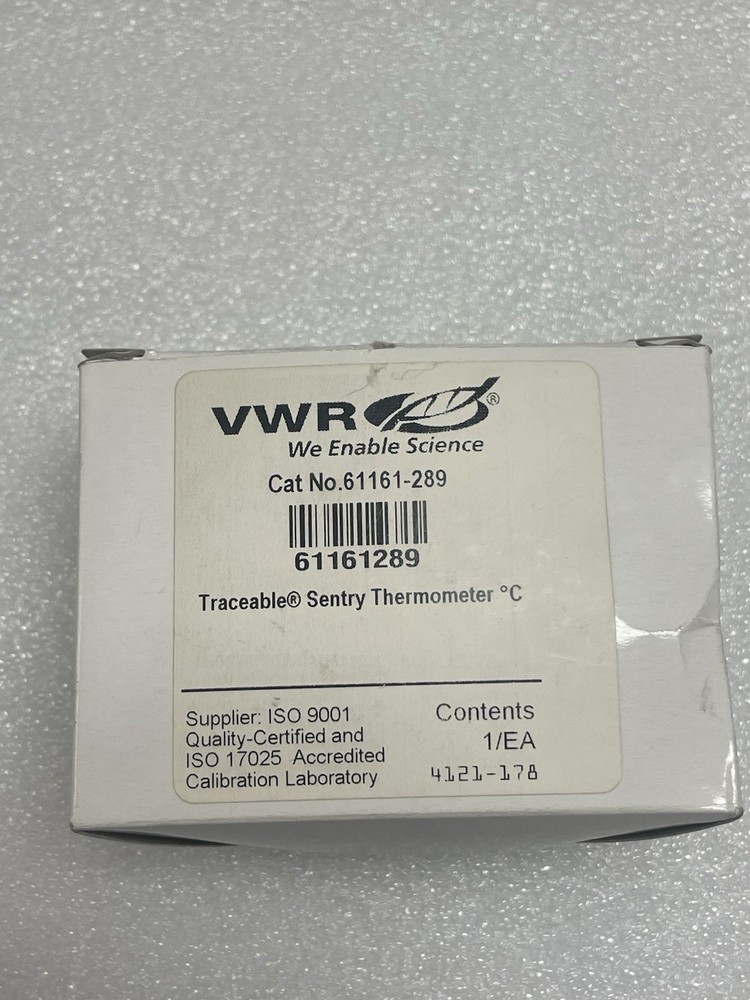 VWR®
We Enable Science
Cat No.61161-289
61161289
Traceable® Sentry Thermometer °C
Supplier: ISO 9001
Quality-Certified and
ISO 17025 Accredited
Calibration Laboratory
Contents
1/EA
4121-178